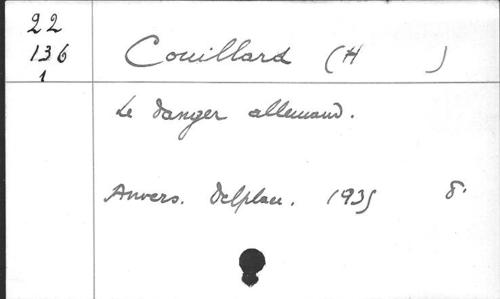 22
136
1
Couillard (H )
Le danger allemand.
Anvers. Delplace. 1935 8°